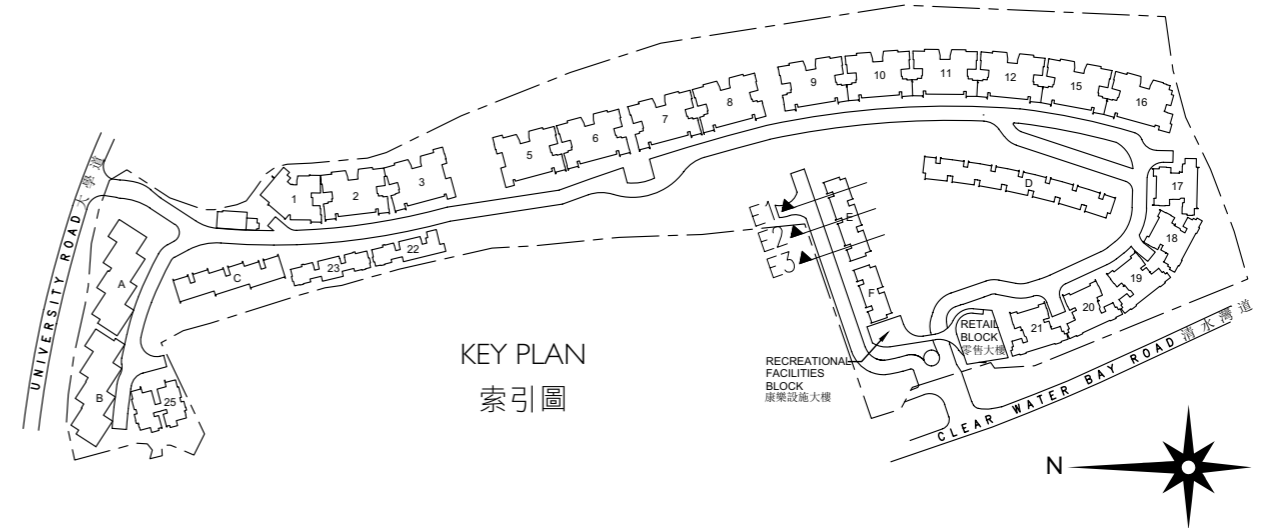 9
10
11
12
15
16
8
7
6
5
3
2
1
17
18
19
20
21
D
E
F
E1
E2
E3
22
23
C
A
B
25
UNIVERSITY ROAD 大學道
KEY PLAN
索引圖
RETAIL
BLOCK
零售大樓
RECREATIONAL
FACILITIES
BLOCK
康樂設施大樓
CLEAR WATER BAY ROAD 清水灣道
N